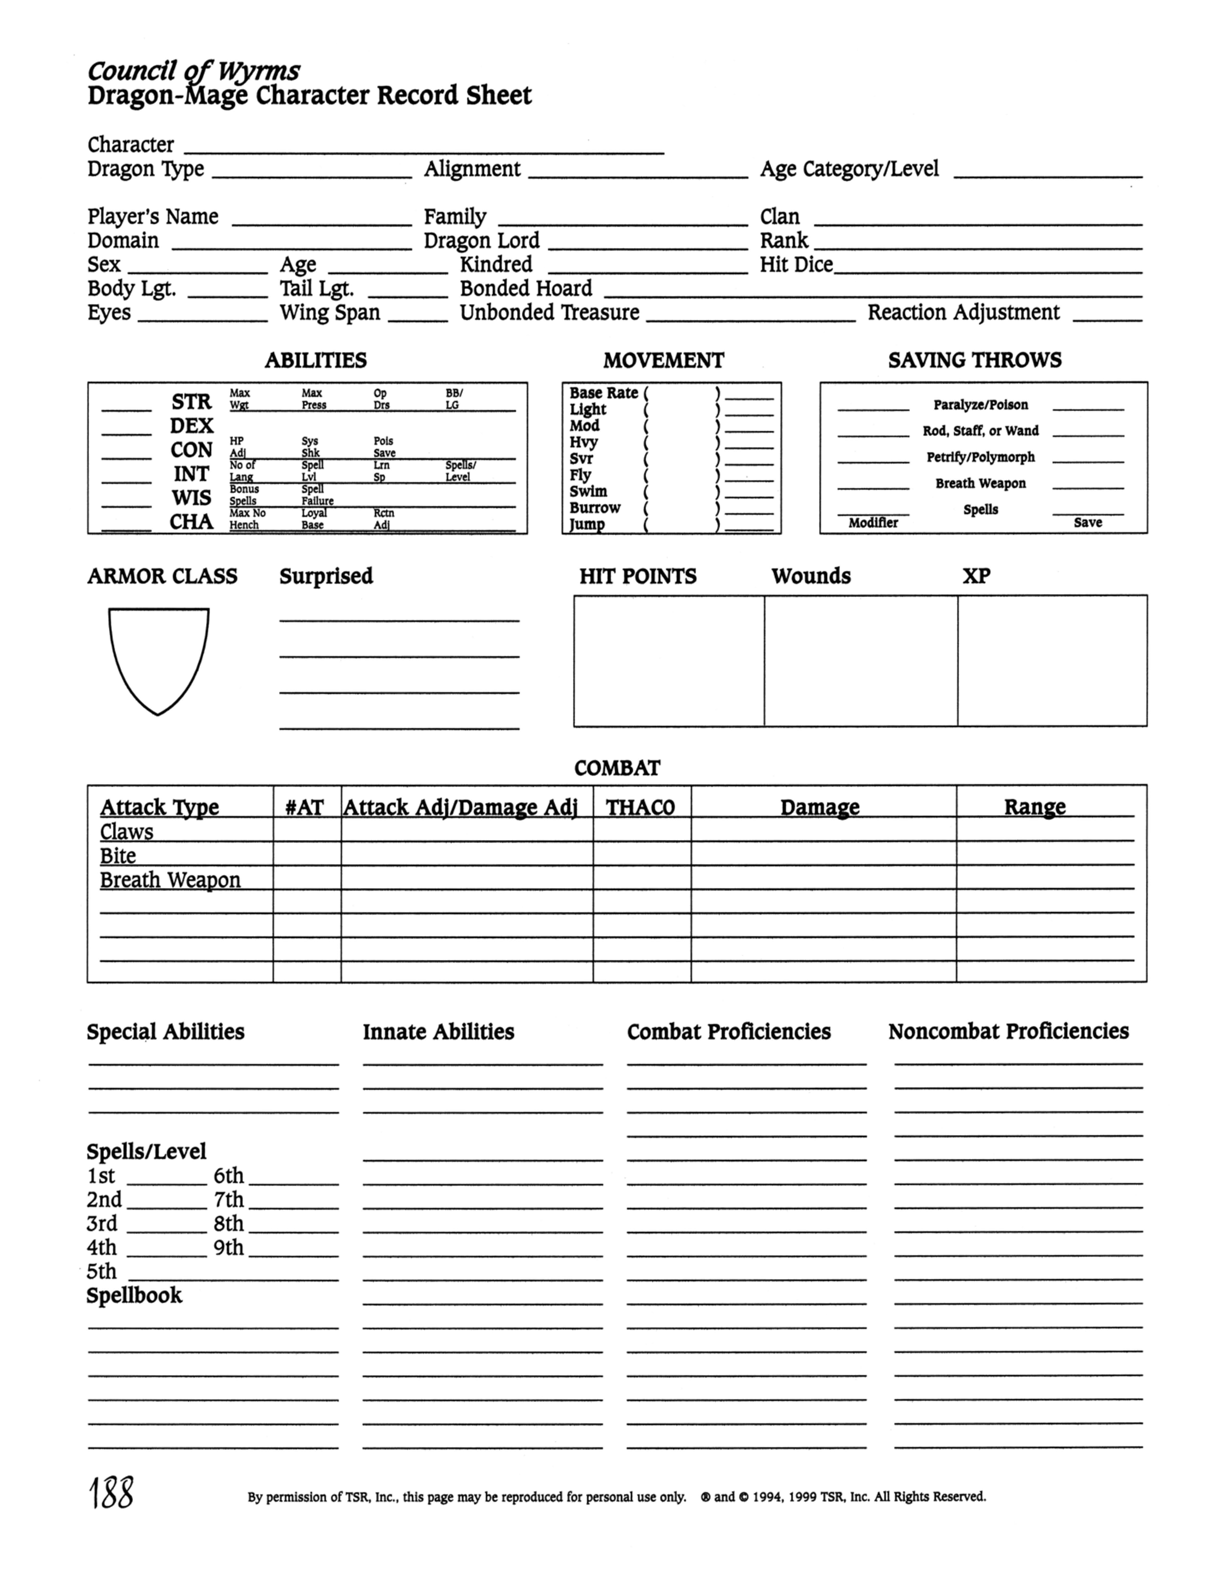 Council of Wyrms
Dragon-Mage Character Record Sheet
Character
Dragon Type Alignment Age Category/Level
Player's Name Family Clan
Domain Dragon Lord Rank
Sex Age Kindred Hit Dice
Body Lgt. Tail Lgt. Bonded Hoard
Eyes Wing Span Unbonded Treasure Reaction Adjustment
ABILITIES
STR Max Wgt Max Press Op Drs BB/ LG
DEX
CON HP Adj Sys Shk Pois Save
INT No of Lang Spell Lvl Lrn Sp Spells/ Level
WIS Bonus Spells Spell Failure
CHA Max No Hench Loyal Base Rctn Adj
MOVEMENT
Base Rate ( )
Light ( )
Mod ( )
Hvy ( )
Svr ( )
Fly ( )
Swim ( )
Burrow ( )
Jump ( )
SAVING THROWS
Paralyze/Poison
Rod, Staff, or Wand
Petrify/Polymorph
Breath Weapon
Spells
Modifier Save
ARMOR CLASS Surprised HIT POINTS Wounds XP
COMBAT
Attack Type #AT Attack Adj/Damage Adj THACO Damage Range
Claws
Bite
Breath Weapon
Special Abilities Innate Abilities Combat Proficiencies Noncombat Proficiencies
Spells/Level
1st 6th
2nd 7th
3rd 8th
4th 9th
5th
Spellbook
188 By permission of TSR, Inc., this page may be reproduced for personal use only. ® and © 1994, 1999 TSR, Inc. All Rights Reserved.